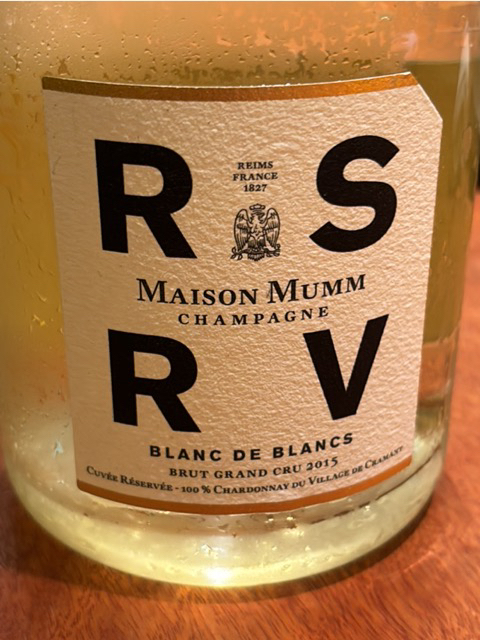 R S
REIMS
FRANCE
1827
MAISON MUMM
CHAMPAGNE
R V
BLANC DE BLANCS
BRUT GRAND CRU 2015
CUVÉE RÉSERVÉE - 100 % CHARDONNAY DU VILLAGE DE CRAMANT